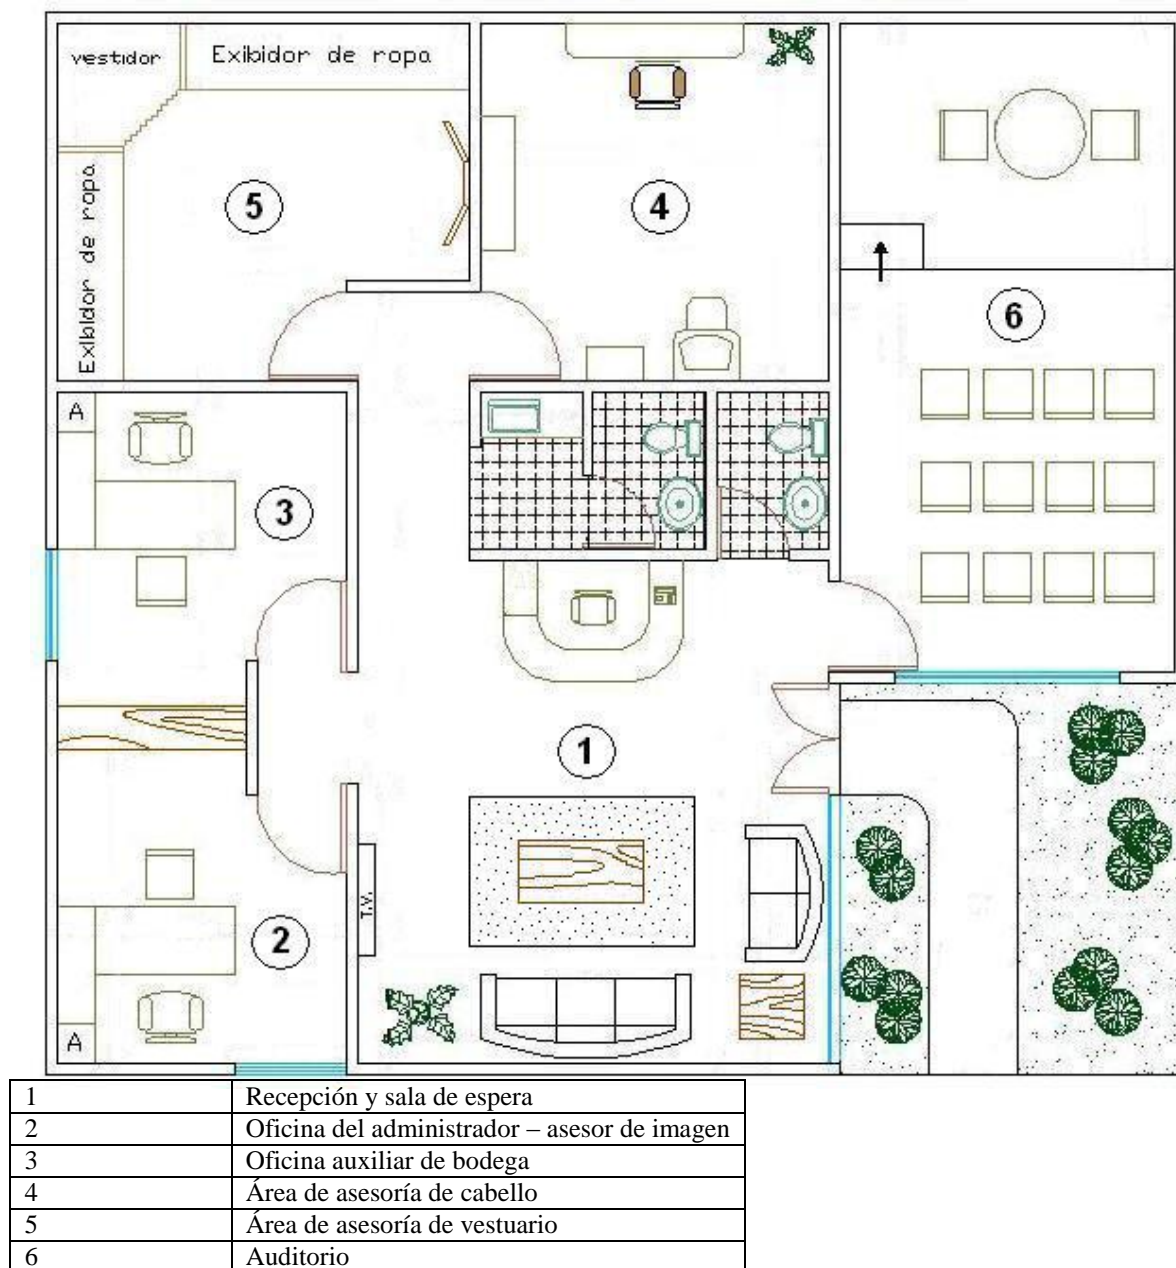 vestidor
Exibidor de ropa
Exibidor de ropa
5
4
6
A
3
1
T.V.
2
A
1 Recepción y sala de espera
2 Oficina del administrador – asesor de imagen
3 Oficina auxiliar de bodega
4 Área de asesoría de cabello
5 Área de asesoría de vestuario
6 Auditorio